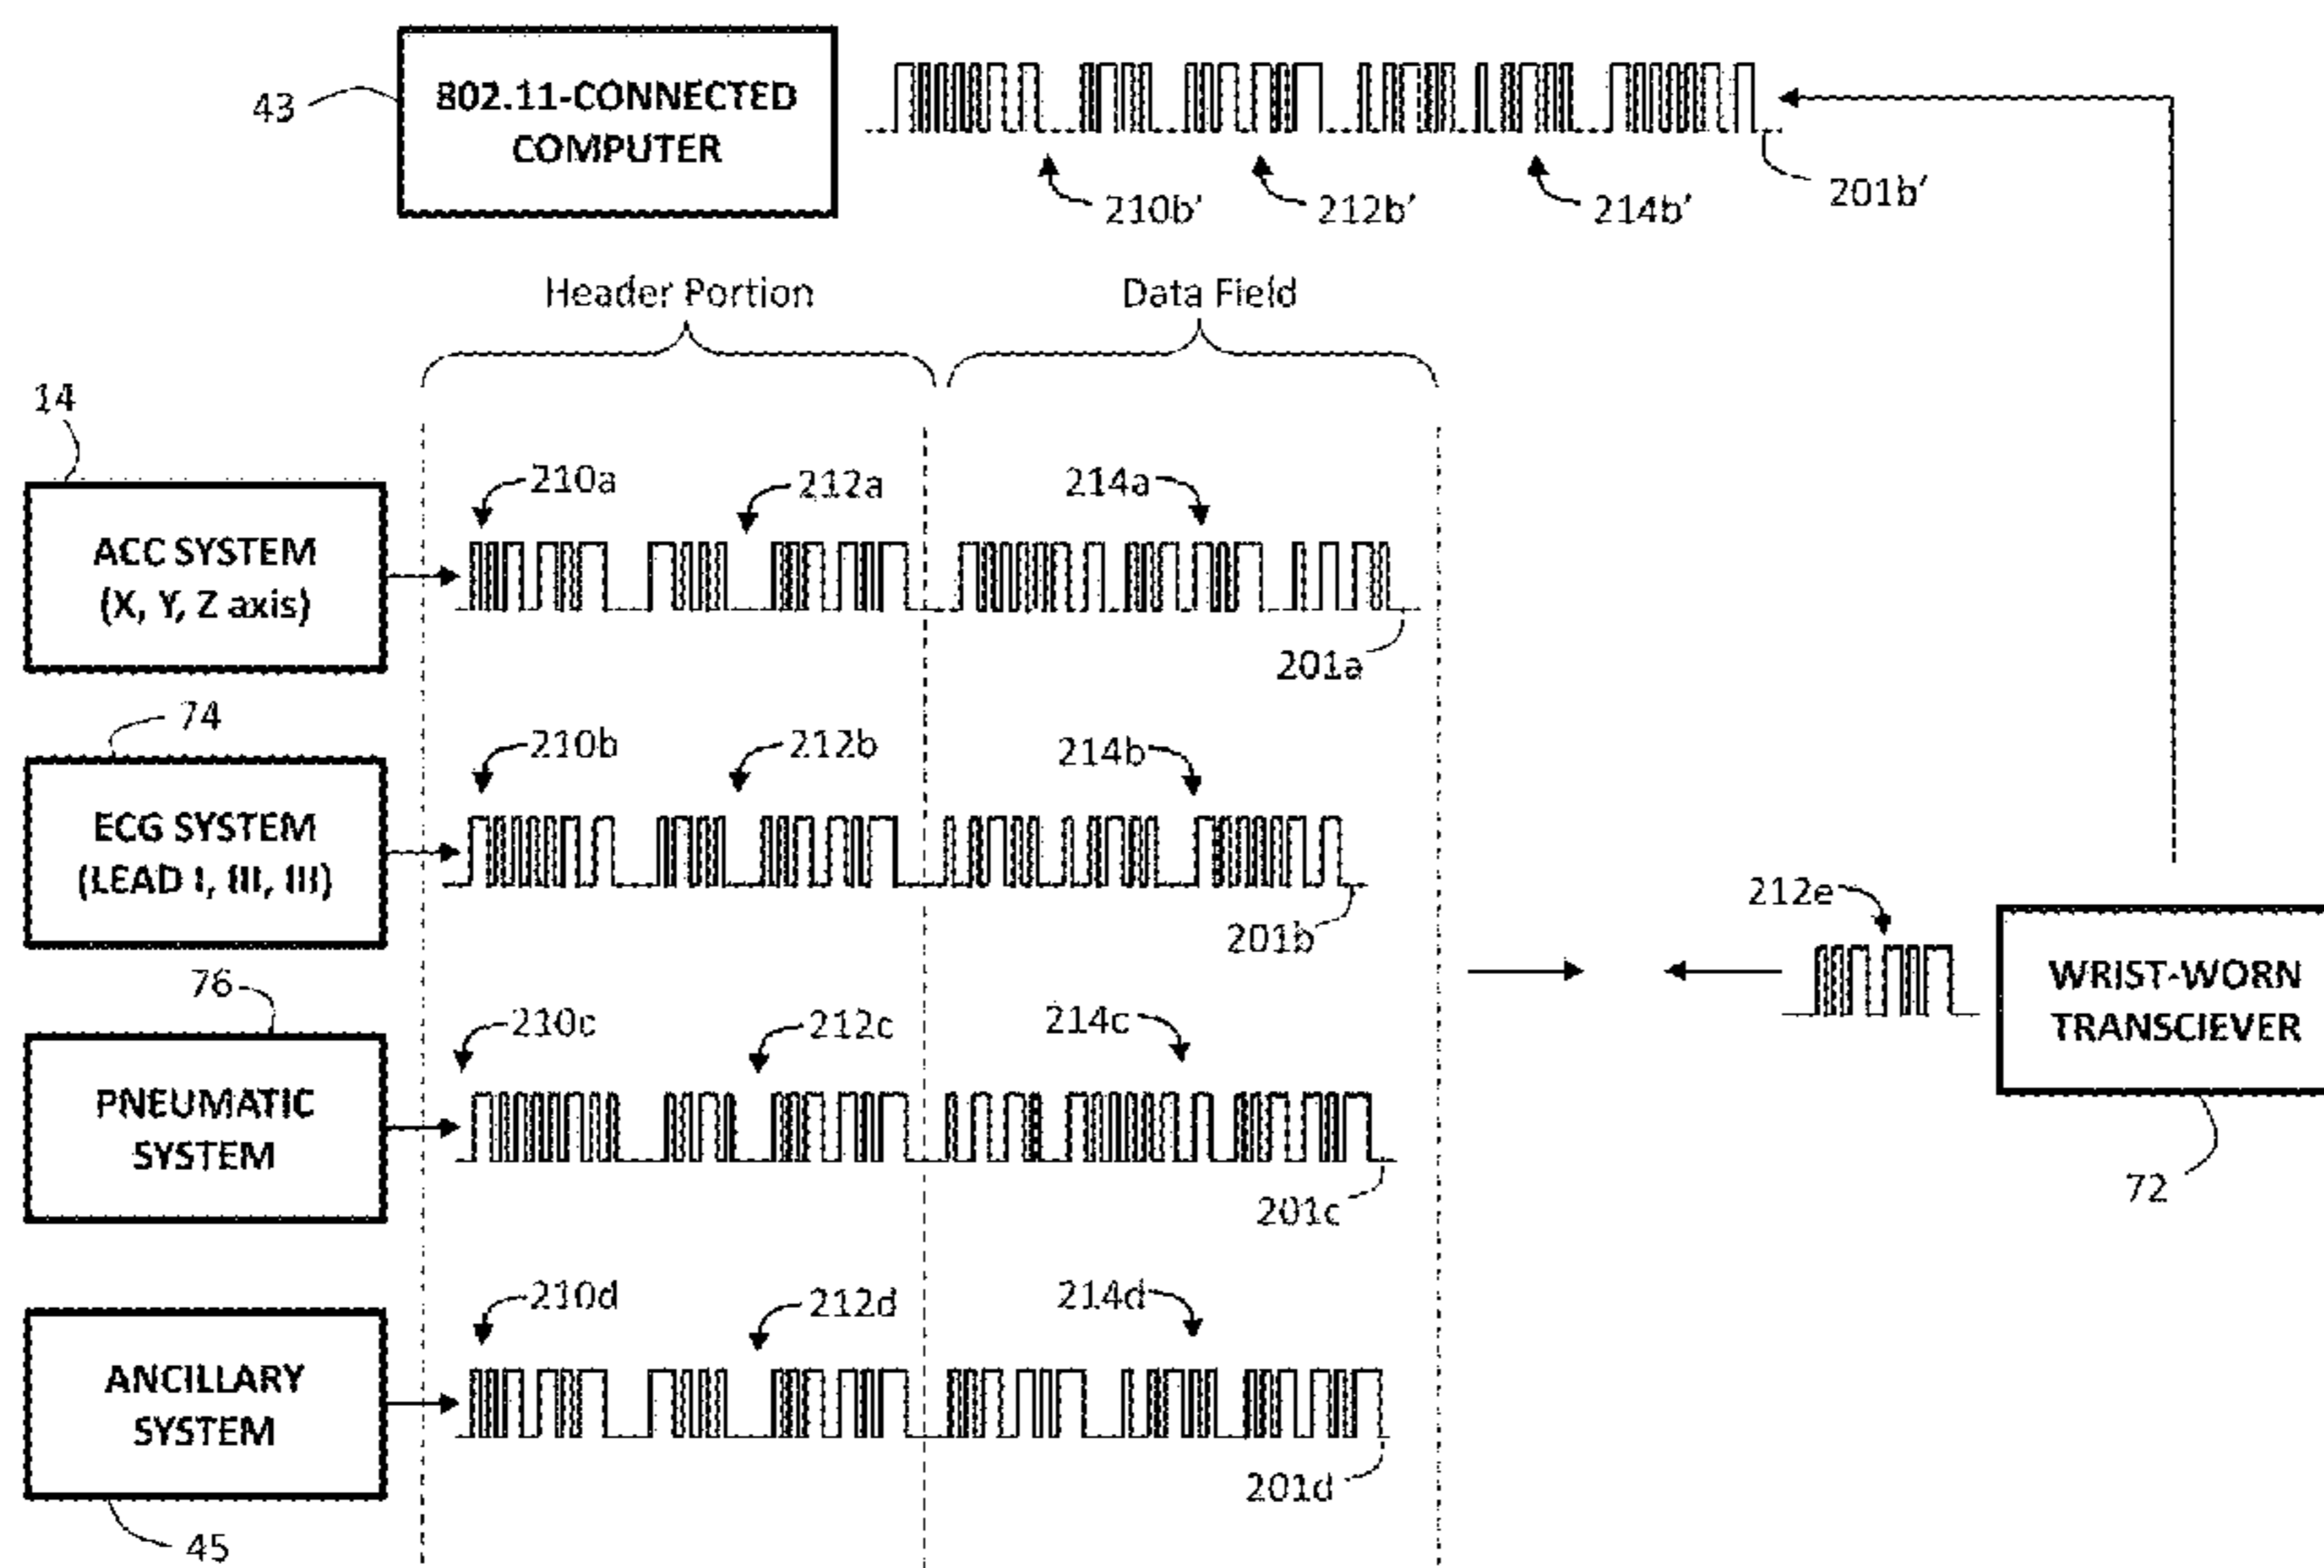 43
802.11-CONNECTED
COMPUTER
210b’
212b’
214b’
201b’
Header Portion
Data Field
14
ACC SYSTEM
(X, Y, Z axis)
210a
212a
214a
201a
74
ECG SYSTEM
(LEAD I, III, III)
210b
212b
214b
201b
76
PNEUMATIC
SYSTEM
210c
212c
214c
201c
ANCILLARY
SYSTEM
45
210d
212d
214d
201d
212e
WRIST-WORN
TRANSCIEVER
72